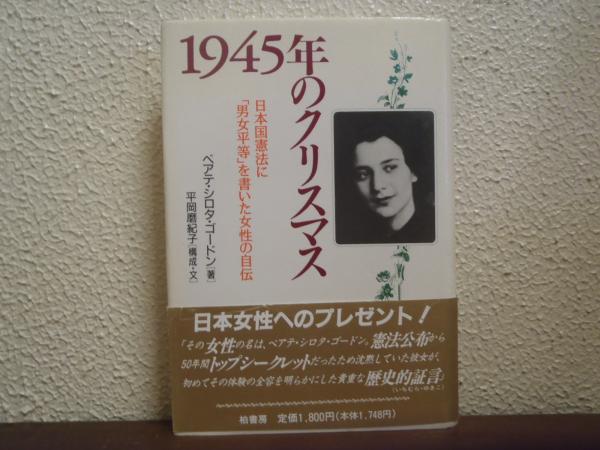 1945年のクリスマス
日本国憲法に
「男女平等」を書いた女性の自伝
ベアテ・シロタ・ゴードン[著]
平岡磨紀子[構成・文]
日本女性へのプレゼント!
「その女性の名は、ベアテ・シロタ・ゴードン。憲法公布から
50年間トップシークレットだったため沈黙していた彼女が、
初めてその体験の全容を明らかにした貴重な歴史的証言」
(いちむら・ゆきこ)
柏書房 定価1,800円(本体1,748円)